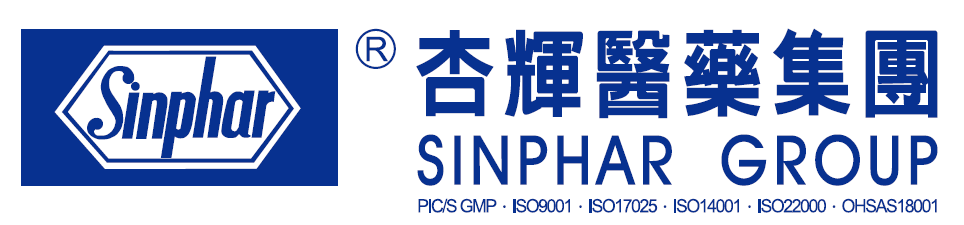 Sinphar
®
杏輝醫藥集團
SINPHAR GROUP
PIC/S GMP · ISO9001 · ISO17025 · ISO14001 · ISO22000 · OHSAS18001